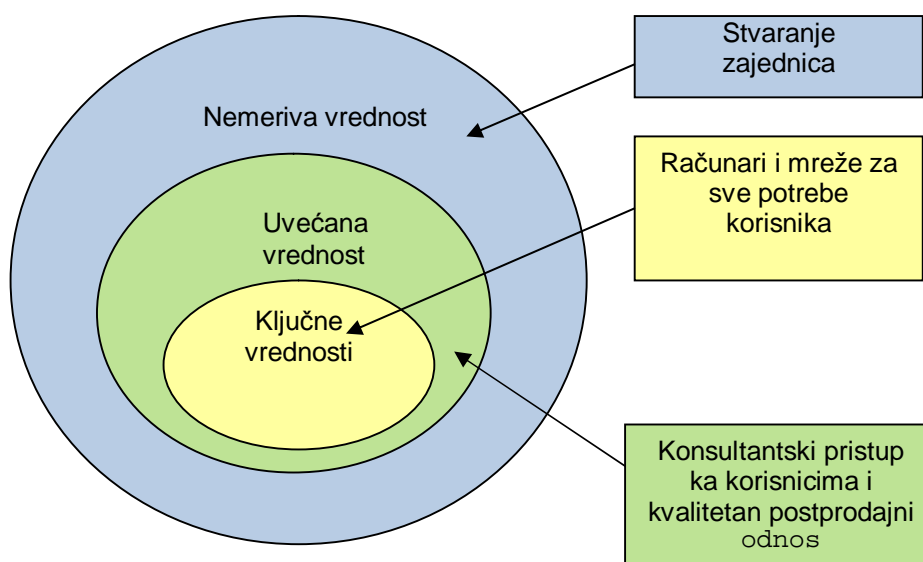 Stvaranje
zajednica
Nemeriva vrednost
Računari i mreže za
sve potrebe
korisnika
Uvećana
vrednost
Ključne
vrednosti
Konsultantski pristup
ka korisnicima i
kvalitetan postprodajni
odnos